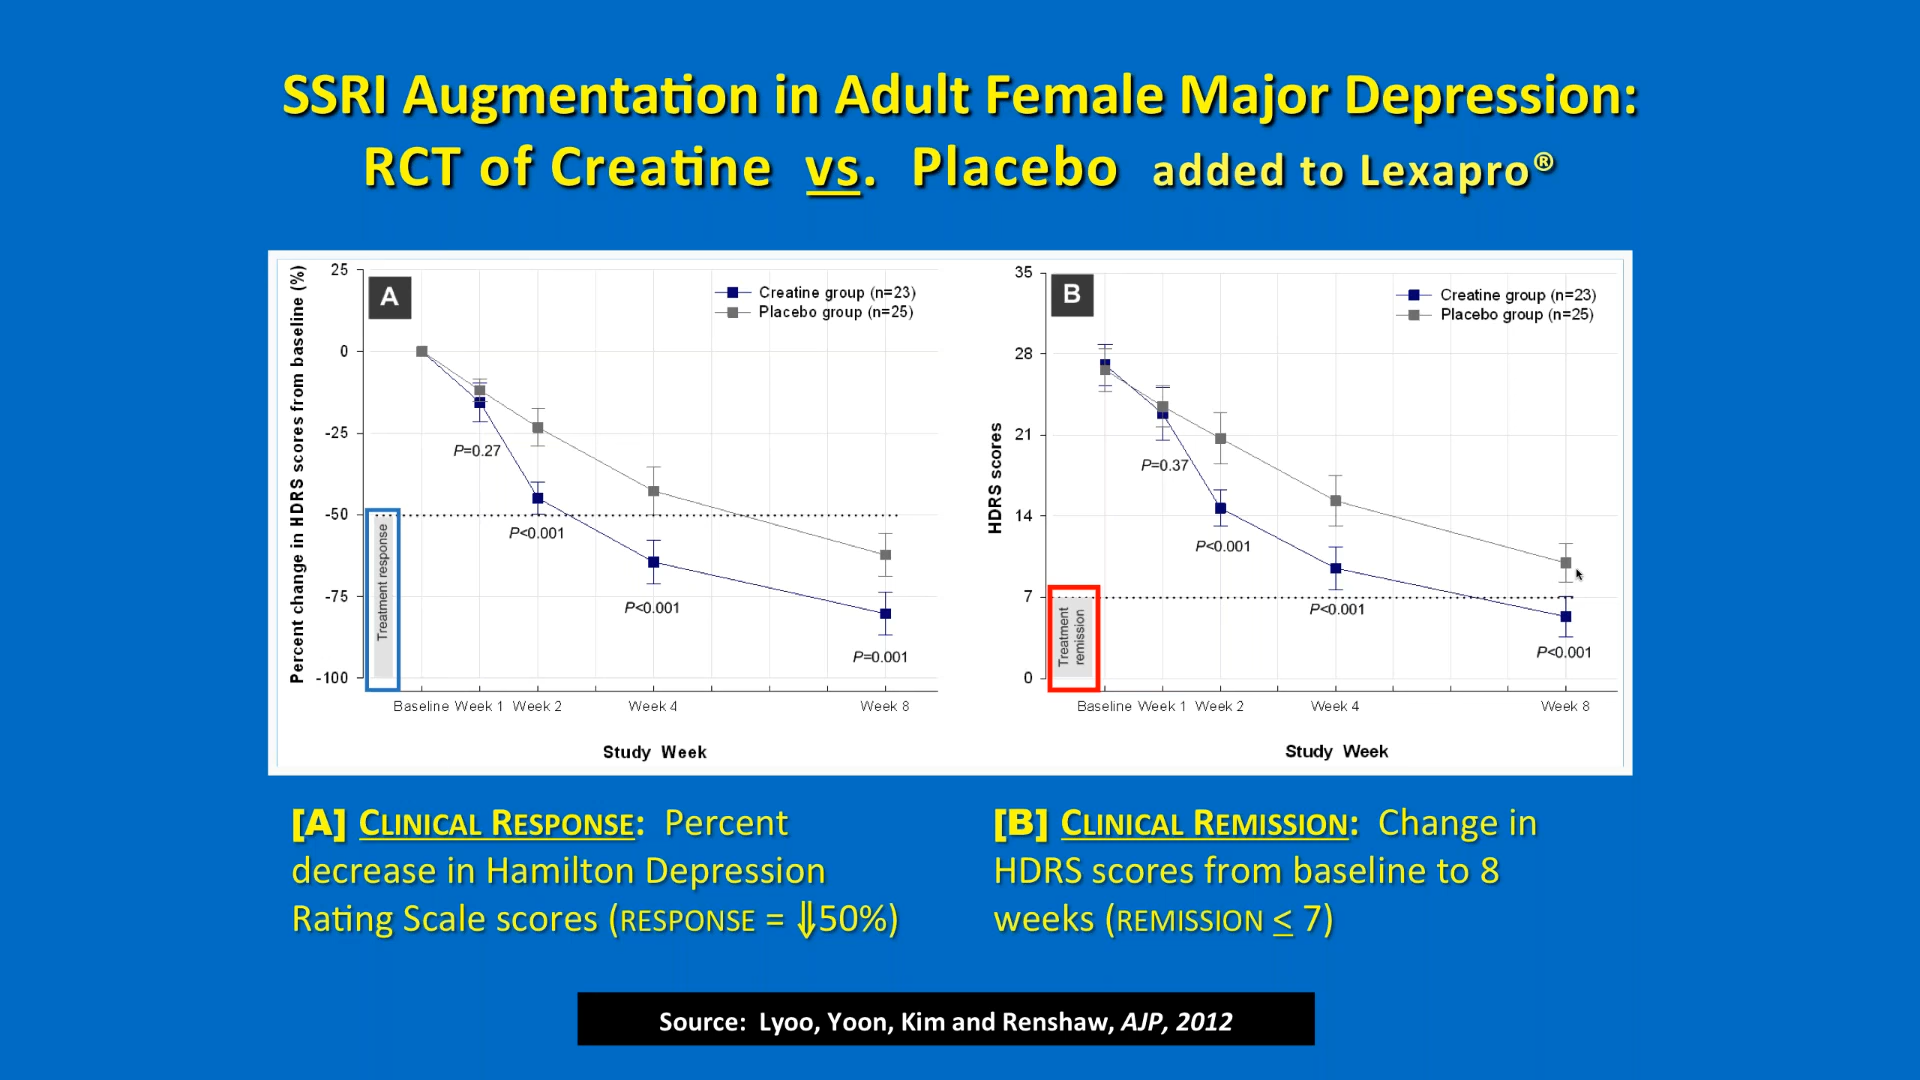 SSRI Augmentation in Adult Female Major Depression:
RCT of Creatine vs. Placebo added to Lexapro®
Percent change in HDRS scores from baseline (%)
25
0
-25
-50
-75
-100
A
Creatine group (n=23)
Placebo group (n=25)
P=0.27
P<0.001
P<0.001
P=0.001
Treatment response
Baseline Week 1 Week 2 Week 4 Week 8
Study Week
HDRS scores
35
28
21
14
7
0
B
Creatine group (n=23)
Placebo group (n=25)
P=0.37
P<0.001
P<0.001
P<0.001
Treatment
remission
Baseline Week 1 Week 2 Week 4 Week 8
Study Week
[A] CLINICAL RESPONSE: Percent
decrease in Hamilton Depression
Rating Scale scores (RESPONSE = ⇓50%)
[B] CLINICAL REMISSION: Change in
HDRS scores from baseline to 8
weeks (REMISSION ≤ 7)
Source: Lyoo, Yoon, Kim and Renshaw, AJP, 2012